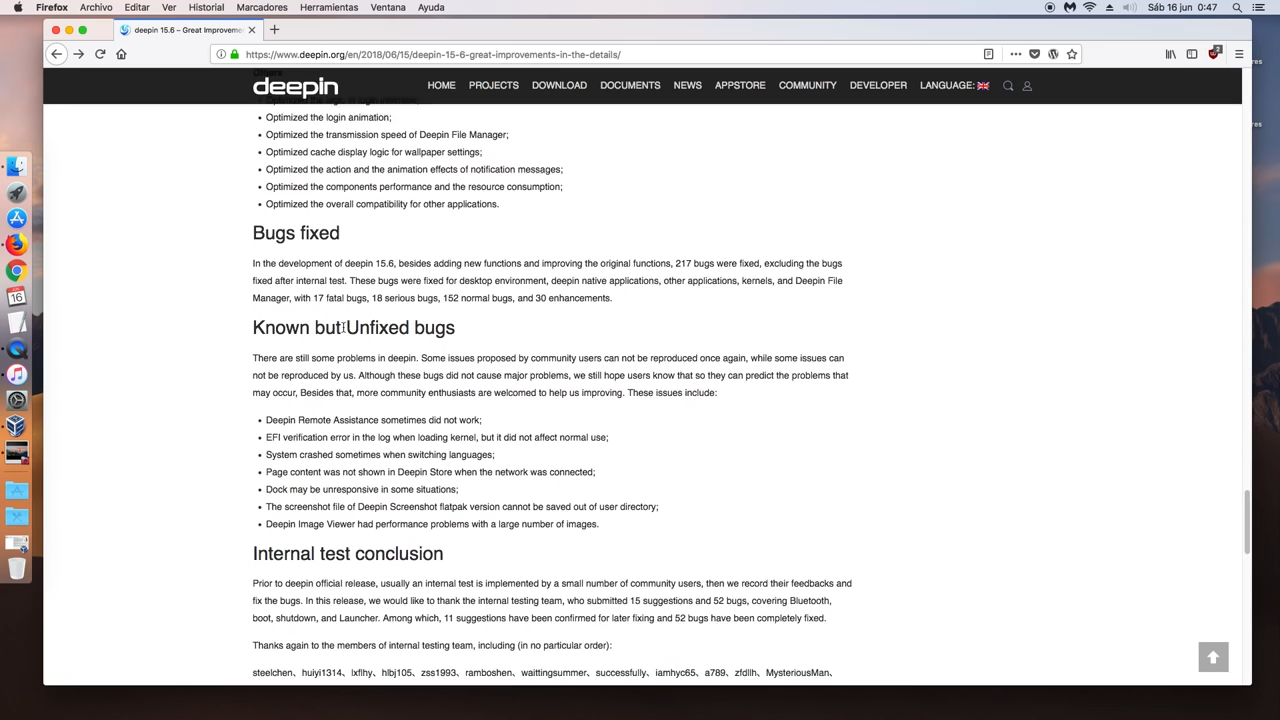 Firefox Archivo Editar Ver Historial Marcadores Herramientas Ventana Ayuda Sáb 16 jun 0:47
deepin 15.6 – Great Improveme
https://www.deepin.org/en/2018/06/15/deepin-15-6-great-improvements-in-the-details/
deepin HOME PROJECTS DOWNLOAD DOCUMENTS NEWS APPSTORE COMMUNITY DEVELOPER LANGUAGE:
• Optimized the login animation;
• Optimized the transmission speed of Deepin File Manager;
• Optimized cache display logic for wallpaper settings;
• Optimized the action and the animation effects of notification messages;
• Optimized the components performance and the resource consumption;
• Optimized the overall compatibility for other applications.
Bugs fixed
In the development of deepin 15.6, besides adding new functions and improving the original functions, 217 bugs were fixed, excluding the bugs
fixed after internal test. These bugs were fixed for desktop environment, deepin native applications, other applications, kernels, and Deepin File
Manager, with 17 fatal bugs, 18 serious bugs, 152 normal bugs, and 30 enhancements.
Known but Unfixed bugs
There are still some problems in deepin. Some issues proposed by community users can not be reproduced once again, while some issues can
not be reproduced by us. Although these bugs did not cause major problems, we still hope users know that so they can predict the problems that
may occur, Besides that, more community enthusiasts are welcomed to help us improving. These issues include:
• Deepin Remote Assistance sometimes did not work;
• EFI verification error in the log when loading kernel, but it did not affect normal use;
• System crashed sometimes when switching languages;
• Page content was not shown in Deepin Store when the network was connected;
• Dock may be unresponsive in some situations;
• The screenshot file of Deepin Screenshot flatpak version cannot be saved out of user directory;
• Deepin Image Viewer had performance problems with a large number of images.
Internal test conclusion
Prior to deepin official release, usually an internal test is implemented by a small number of community users, then we record their feedbacks and
fix the bugs. In this release, we would like to thank the internal testing team, who submitted 15 suggestions and 52 bugs, covering Bluetooth,
boot, shutdown, and Launcher. Among which, 11 suggestions have been confirmed for later fixing and 52 bugs have been completely fixed.
Thanks again to the members of internal testing team, including (in no particular order):
steelchen、huiyi1314、lxflhy、hlbj105、zss1993、ramboshen、waittingsummer、successfully、iamhyc65、a789、zfdllh、MysteriousMan、